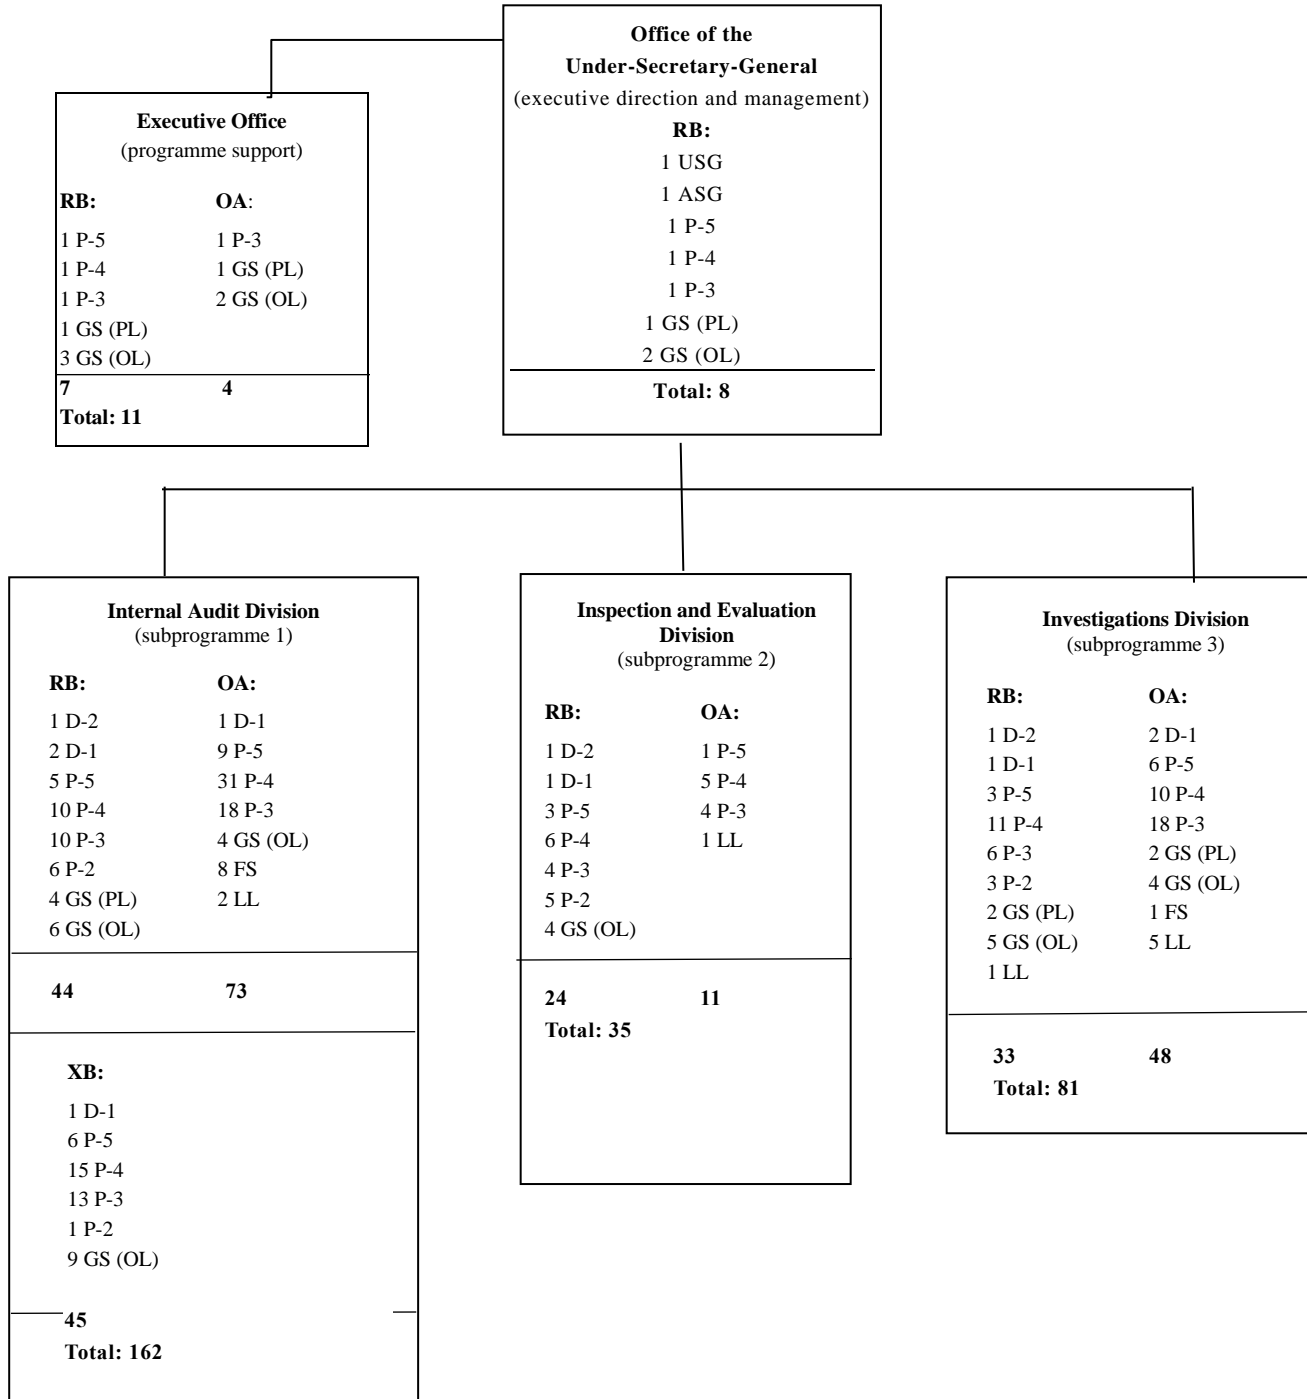 Office of the
Under-Secretary-General
(executive direction and management)
RB:
1 USG
1 ASG
1 P-5
1 P-4
1 P-3
1 GS (PL)
2 GS (OL)
Total: 8
Executive Office
(programme support)
RB: OA:
1 P-5 1 P-3
1 P-4 1 GS (PL)
1 P-3 2 GS (OL)
1 GS (PL)
3 GS (OL)
7 4
Total: 11
Internal Audit Division
(subprogramme 1)
RB: OA:
1 D-2 1 D-1
2 D-1 9 P-5
5 P-5 31 P-4
10 P-4 18 P-3
10 P-3 4 GS (OL)
6 P-2 8 FS
4 GS (PL) 2 LL
6 GS (OL)
44 73
XB:
1 D-1
6 P-5
15 P-4
13 P-3
1 P-2
9 GS (OL)
45
Total: 162
Inspection and Evaluation
Division
(subprogramme 2)
RB: OA:
1 D-2 1 P-5
1 D-1 5 P-4
3 P-5 4 P-3
6 P-4 1 LL
4 P-3
5 P-2
4 GS (OL)
24 11
Total: 35
Investigations Division
(subprogramme 3)
RB: OA:
1 D-2 2 D-1
1 D-1 6 P-5
3 P-5 10 P-4
11 P-4 18 P-3
6 P-3 2 GS (PL)
3 P-2 4 GS (OL)
2 GS (PL) 1 FS
5 GS (OL) 5 LL
1 LL
33 48
Total: 81